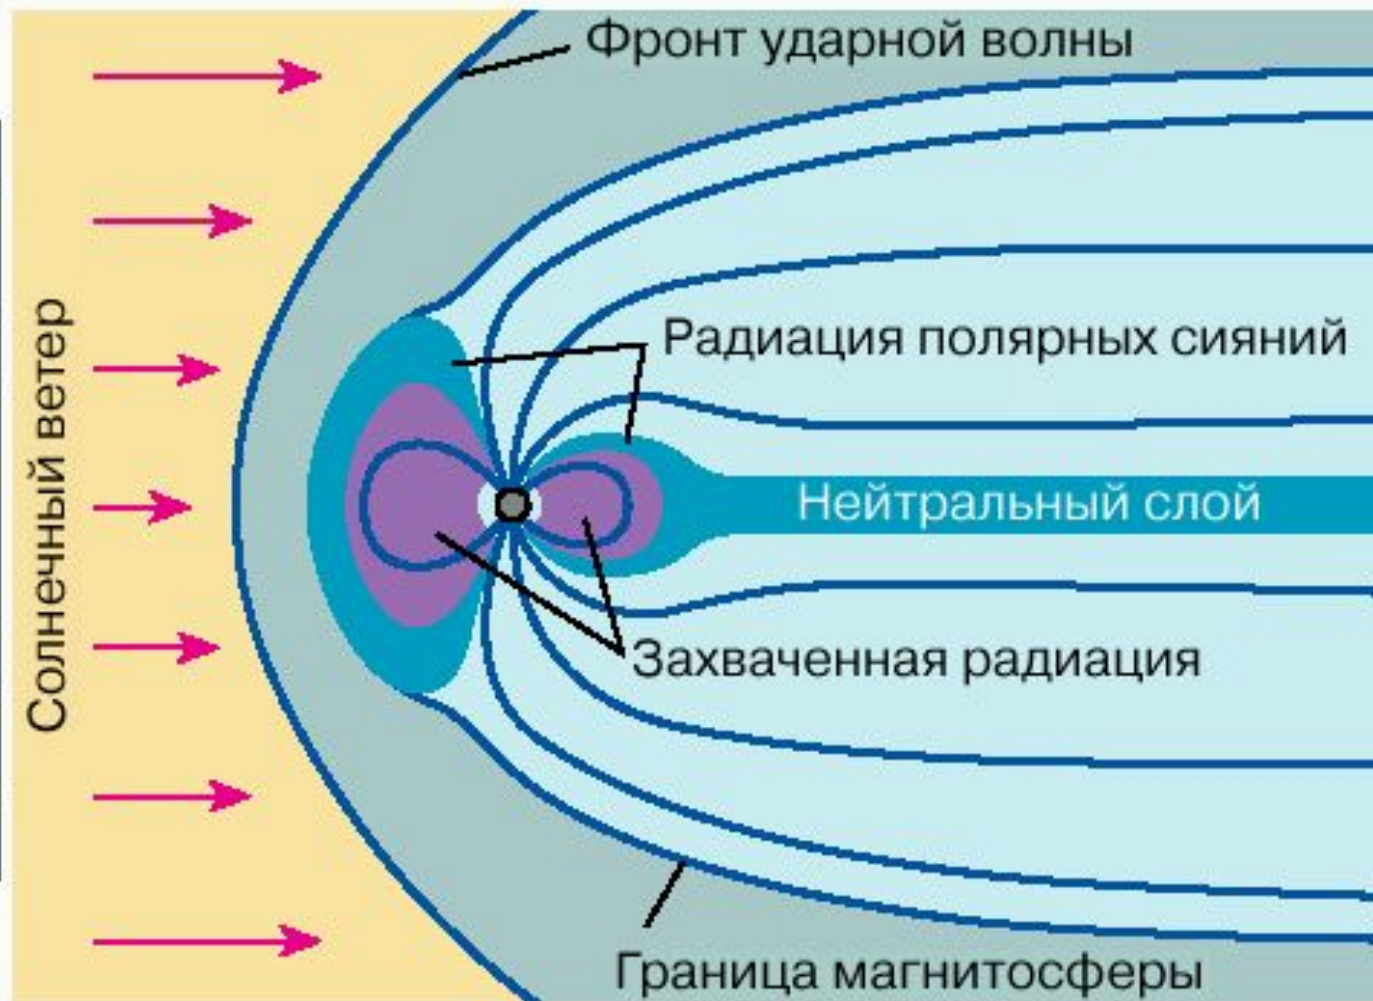 Фронт ударной волны
Солнечный ветер
Радиация полярных сияний
Нейтральный слой
Захваченная радиация
Граница магнитосферы